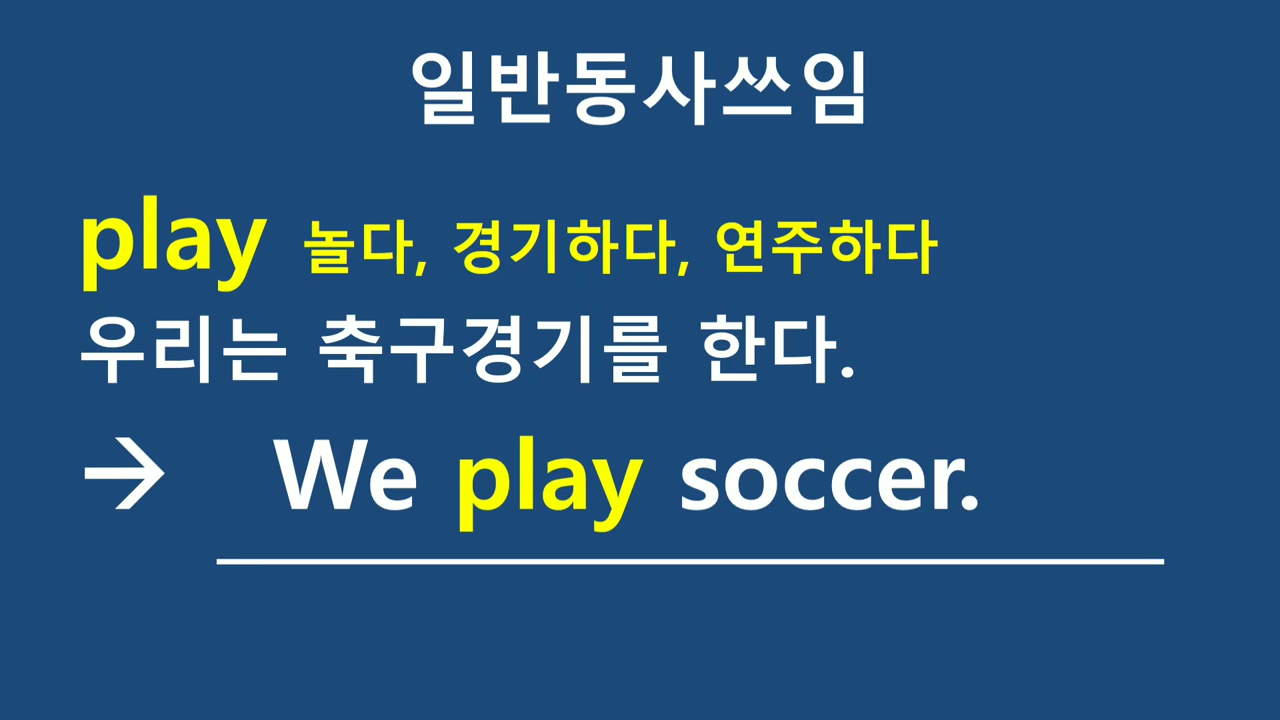 일반동사쓰임
play 놀다, 경기하다, 연주하다
우리는 축구경기를 한다.
→ We play soccer.